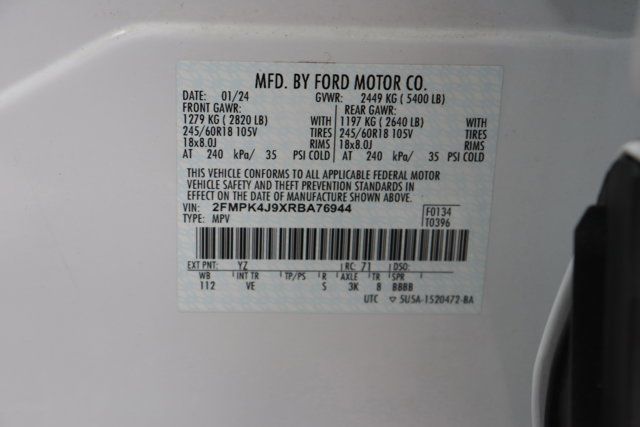 MFD. BY FORD MOTOR CO.
DATE: 01/24 GVWR: 2449 KG ( 5400 LB)
FRONT GAWR: REAR GAWR:
1279 KG ( 2820 LB) WITH 1197 KG ( 2640 LB) WITH
245/60R18 105V TIRES 245/60R18 105V TIRES
18x8.0J RIMS 18x8.0J RIMS
AT 240 kPa/ 35 PSI COLD AT 240 kPa/ 35 PSI COLD
THIS VEHICLE CONFORMS TO ALL APPLICABLE FEDERAL MOTOR
VEHICLE SAFETY AND THEFT PREVENTION STANDARDS IN
EFFECT ON THE DATE OF MANUFACTURE SHOWN ABOVE.
VIN: 2FMPK4J9XRBA76944 F0134
TYPE: MPV T0396
EXT PNT: YZ RC: 71 DSO:
WB INT TR TP/PS R AXLE TR SPR
112 VE S 3K 8 BBBB
UTC ▽ 5U5A-1520472-BA